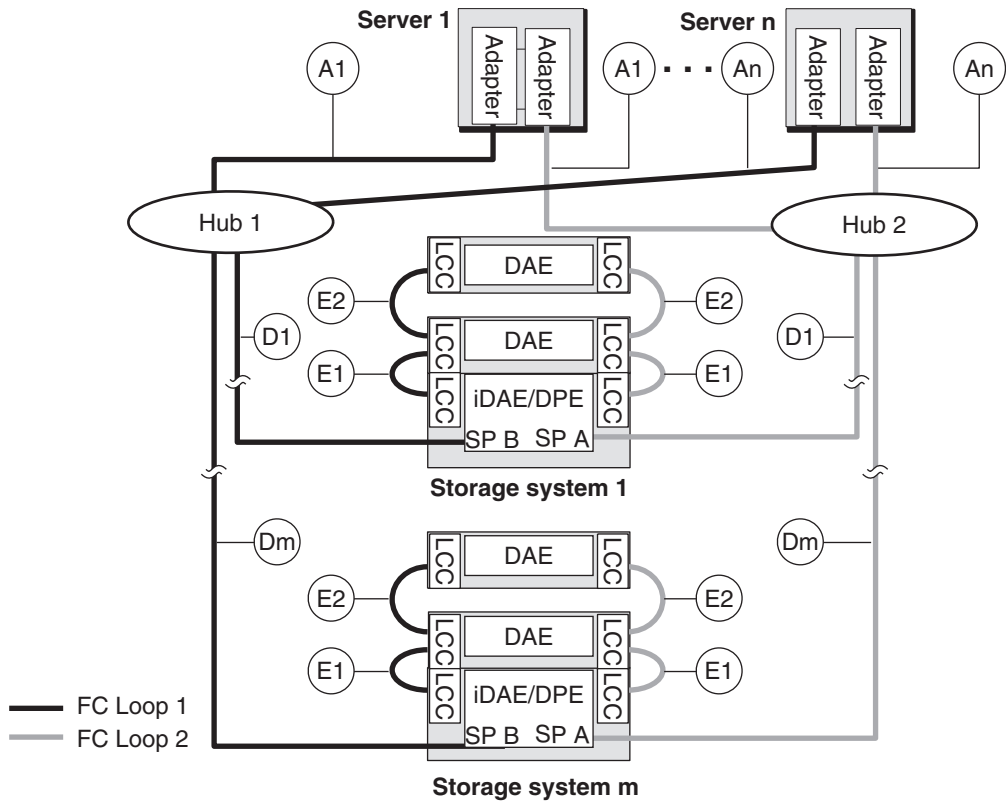 Server 1
Server n
Adapter
Adapter
Adapter
Adapter
A1
A1
· · ·
An
An
Hub 1
Hub 2
LCC
DAE
LCC
E2
E2
D1
D1
LCC
DAE
LCC
E1
E1
LCC
iDAE/DPE
LCC
SP B SP A
Storage system 1
Dm
Dm
LCC
DAE
LCC
E2
E2
LCC
DAE
LCC
E1
E1
LCC
iDAE/DPE
LCC
SP B SP A
FC Loop 1
FC Loop 2
Storage system m